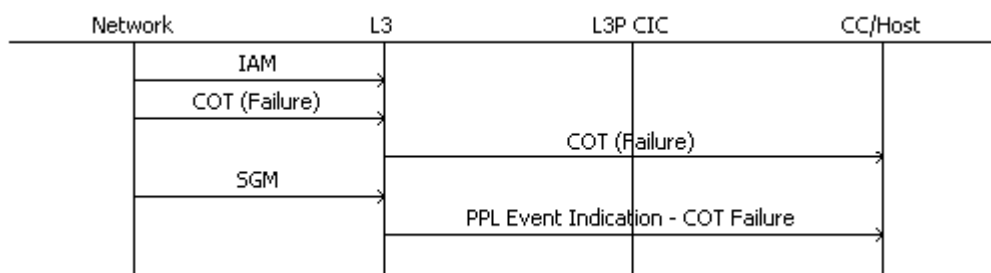 Network L3 L3P CIC CC/Host
IAM
COT (Failure)
COT (Failure)
SGM
PPL Event Indication - COT Failure